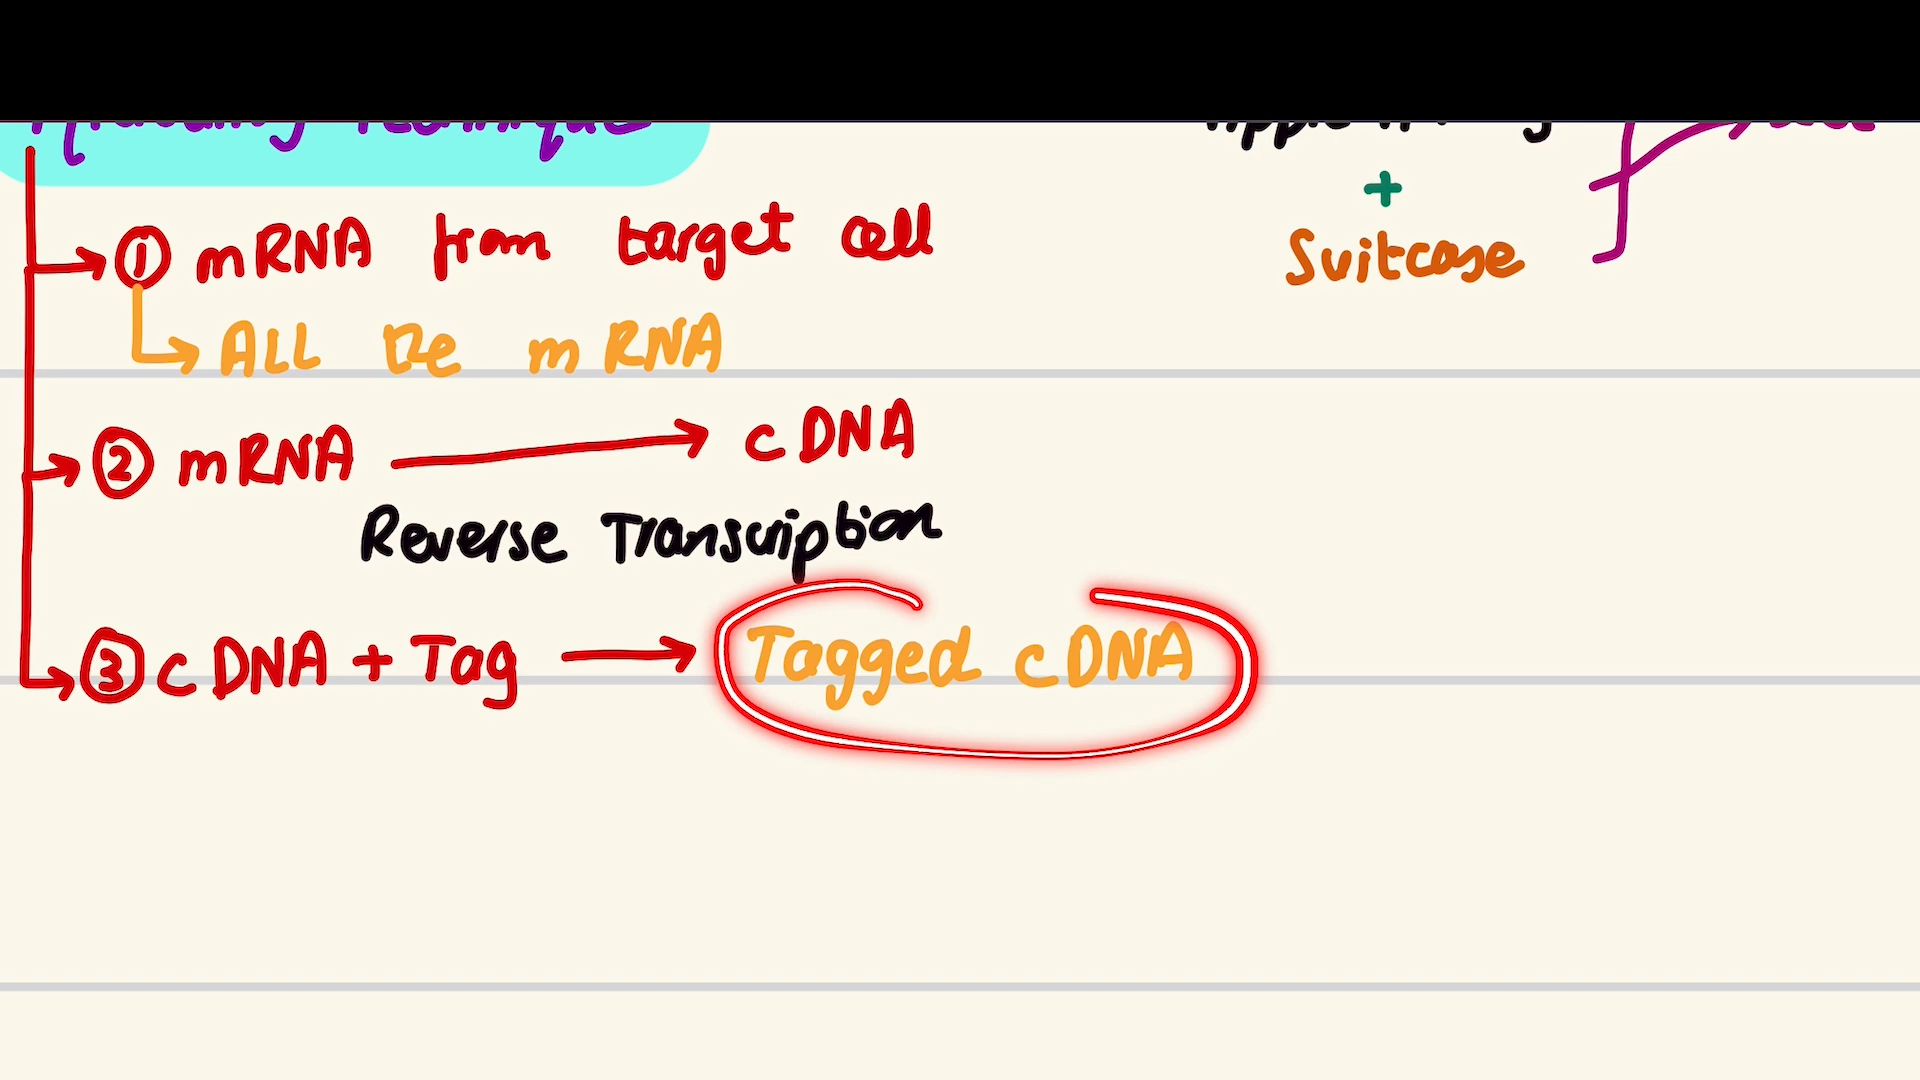 Technique
+
Suitcase
① mRNA from target cell
ALL the mRNA
② mRNA → cDNA
Reverse Transcription
③ cDNA + Tag → Tagged cDNA